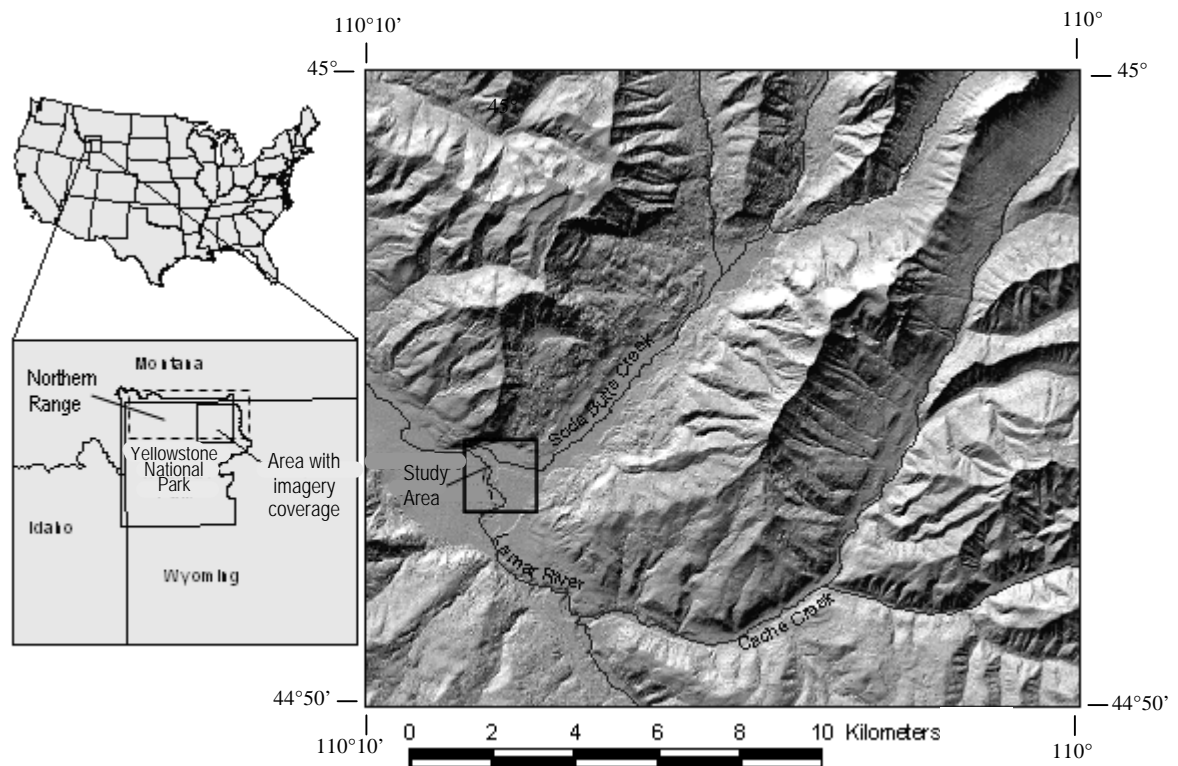 110°10'
110°
45°
45°
45
Montana
Northern
Range
Yellowstone
National
Park
Area with
imagery
coverage
Idaho
Wyoming
Soda Butte Creek
Study
Area
Lamar River
Cache Creek
44°50'
44°50'
110°10'
110°
0 2 4 6 8 10 Kilometers